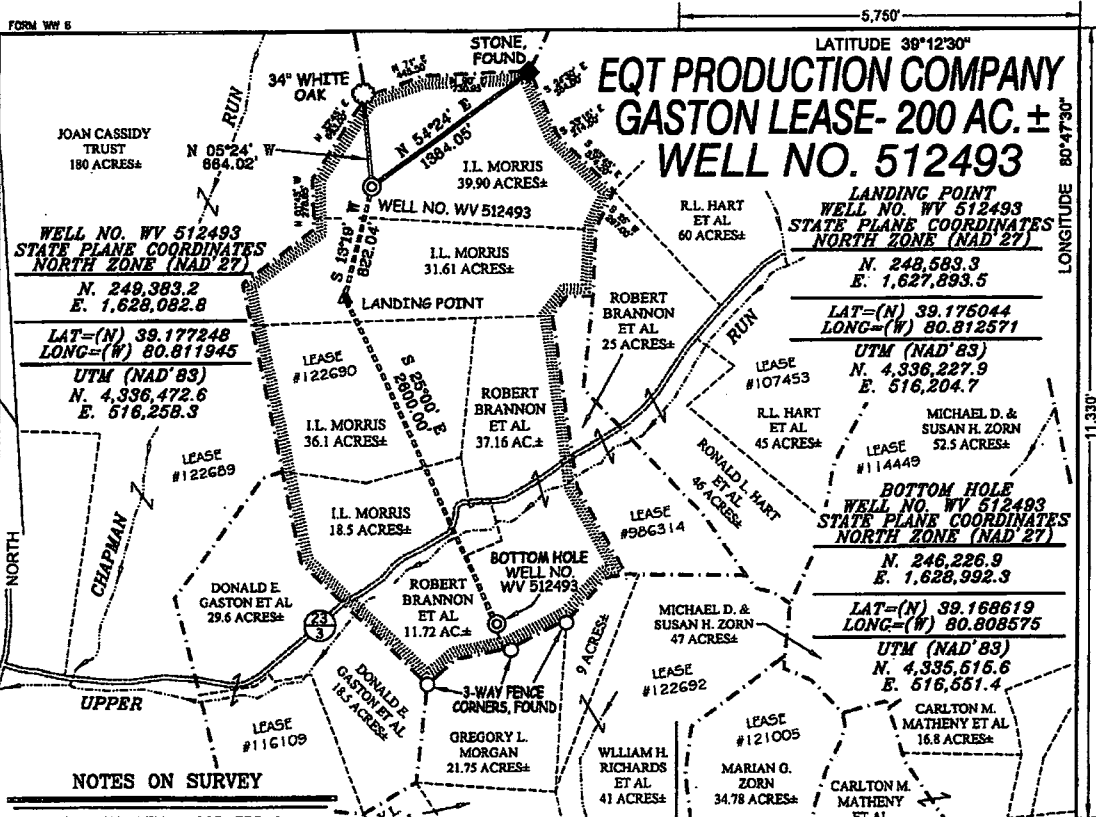 FORM WW 6
5,750'
LATITUDE 39°12'30"
EQT PRODUCTION COMPANY
GASTON LEASE- 200 AC.±
WELL NO. 512493
LONGITUDE 80°47'30"
11,330'
STONE,
FOUND
34" WHITE
OAK
JOAN CASSIDY
TRUST
180 ACRES±
RUN
N 05°24' W
664.02'
N 54°24' E
1384.05'
I.L. MORRIS
39.90 ACRES±
WELL NO. WV 512493
S 13°19' W
822.04'
I.L. MORRIS
31.61 ACRES±
LANDING POINT
R.L. HART
ET AL
60 ACRES±
WELL NO. WV 512493
STATE PLANE COORDINATES
NORTH ZONE (NAD'27)
N. 249,383.2
E. 1,628,082.8
LAT=(N) 39.177248
LONG=(W) 80.811945
UTM (NAD'83)
N. 4,336,472.6
E. 516,258.3
LANDING POINT
WELL NO. WV 512493
STATE PLANE COORDINATES
NORTH ZONE (NAD'27)
N. 248,583.3
E. 1,627,893.5
LAT=(N) 39.175044
LONG=(W) 80.812571
UTM (NAD'83)
N. 4,336,227.9
E. 516,204.7
ROBERT
BRANNON
ET AL
25 ACRES±
RUN
LEASE
#122690
S 25°00' E
2600.00'
I.L. MORRIS
36.1 ACRES±
ROBERT
BRANNON
ET AL
37.16 AC.±
LEASE
#107453
R.L. HART
ET AL
45 ACRES±
MICHAEL D. &
SUSAN H. ZORN
52.5 ACRES±
LEASE
#114449
LEASE
#122689
RONALD L. HART
ET AL
46 ACRES±
I.L. MORRIS
18.5 ACRES±
LEASE
#986314
BOTTOM HOLE
WELL NO. WV 512493
STATE PLANE COORDINATES
NORTH ZONE (NAD'27)
N. 246,226.9
E. 1,628,992.3
LAT=(N) 39.168619
LONG=(W) 80.808575
UTM (NAD'83)
N. 4,335,515.6
E. 516,551.4
NORTH
CHAPMAN
DONALD E.
GASTON ET AL
29.6 ACRES±
23
3
ROBERT
BRANNON
ET AL
11.72 AC.±
BOTTOM HOLE
WELL NO.
WV 512493
MICHAEL D. &
SUSAN H. ZORN
47 ACRES±
9 ACRES±
LEASE
#122692
UPPER
DONALD E.
GASTON ET AL
18.5 ACRES±
3-WAY FENCE
CORNERS, FOUND
LEASE
#116109
GREGORY L.
MORGAN
21.75 ACRES±
WLLIAM H.
RICHARDS
ET AL
41 ACRES±
LEASE
#121005
MARIAN G.
ZORN
34.78 ACRES±
CARLTON M.
MATHENY ET AL
16.8 ACRES±
CARLTON M.
MATHENY
ET AL
NOTES ON SURVEY